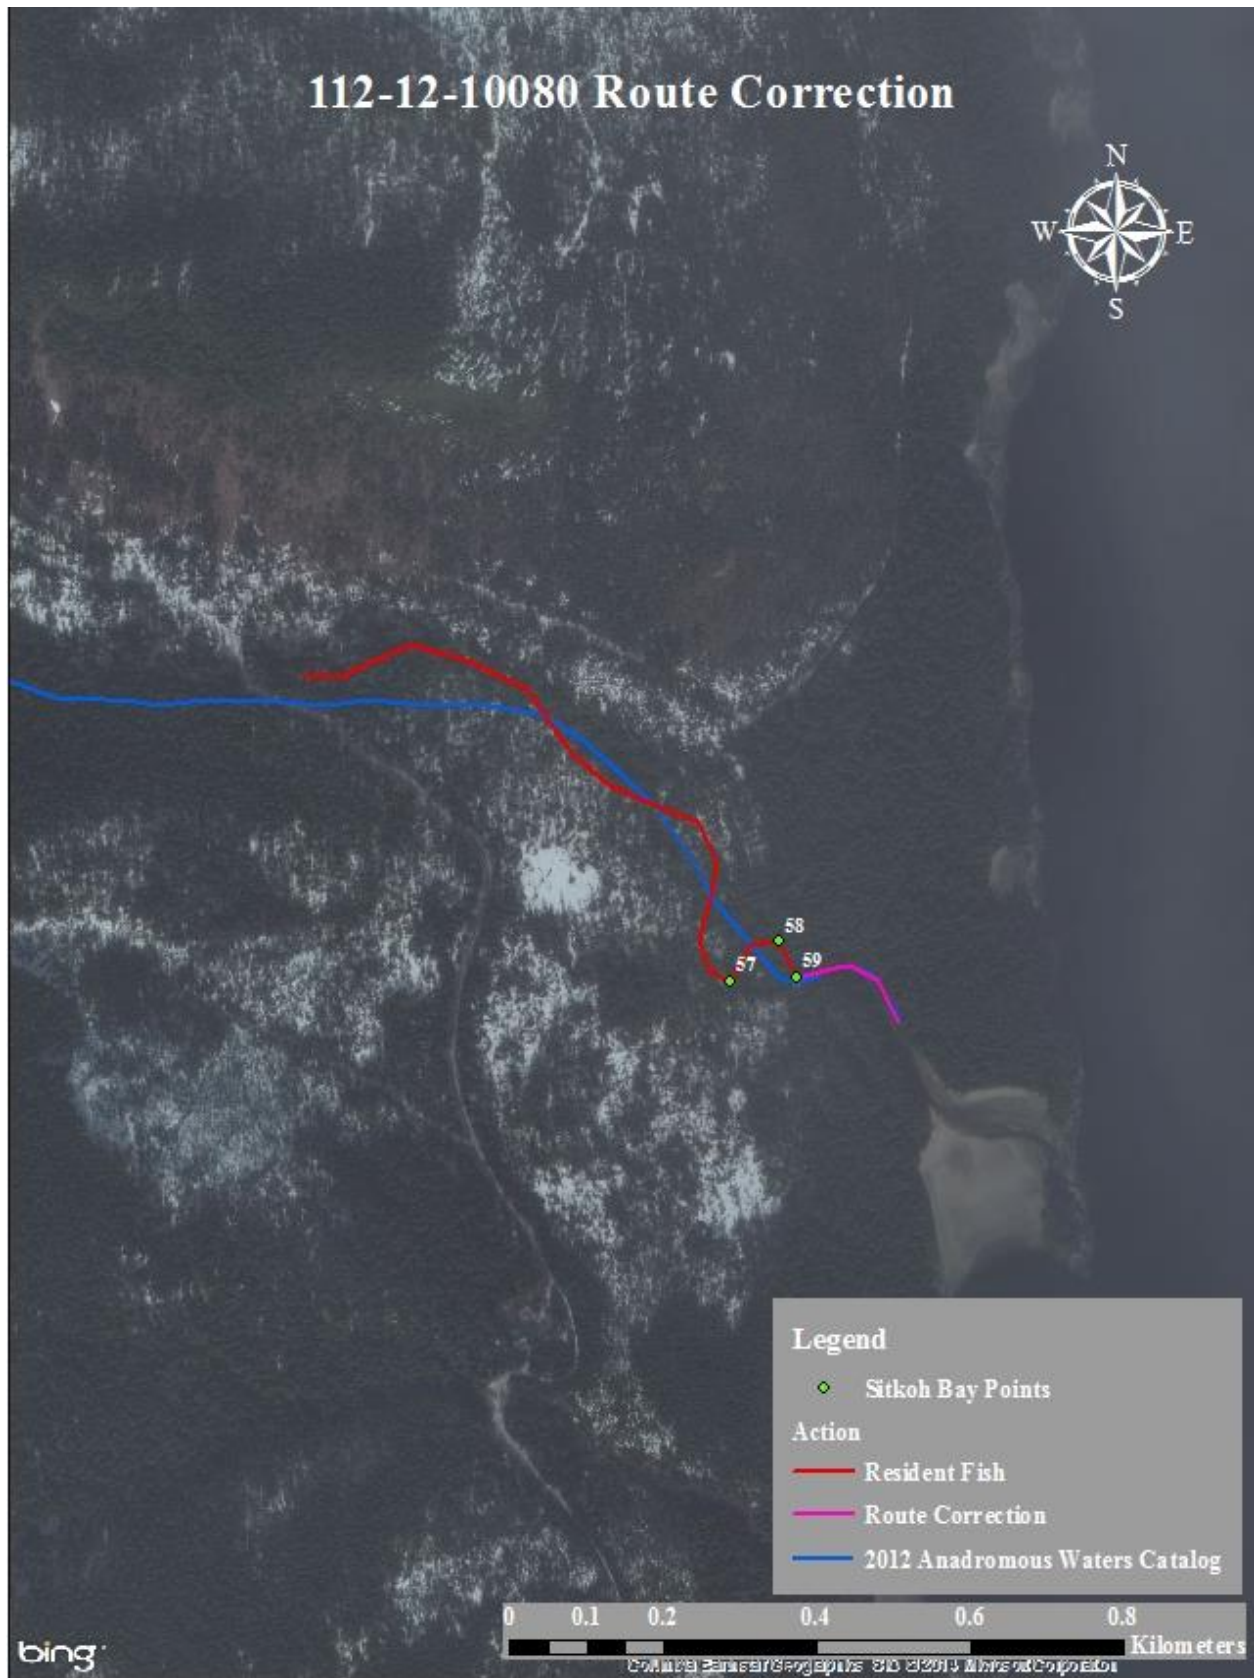 112-12-10080 Route Correction
N
W E
S
58
57
59
Legend
Sitkoh Bay Points
Action
Resident Fish
Route Correction
2012 Anadromous Waters Catalog
0 0.1 0.2 0.4 0.6 0.8
Kilometers
bing
Corporation